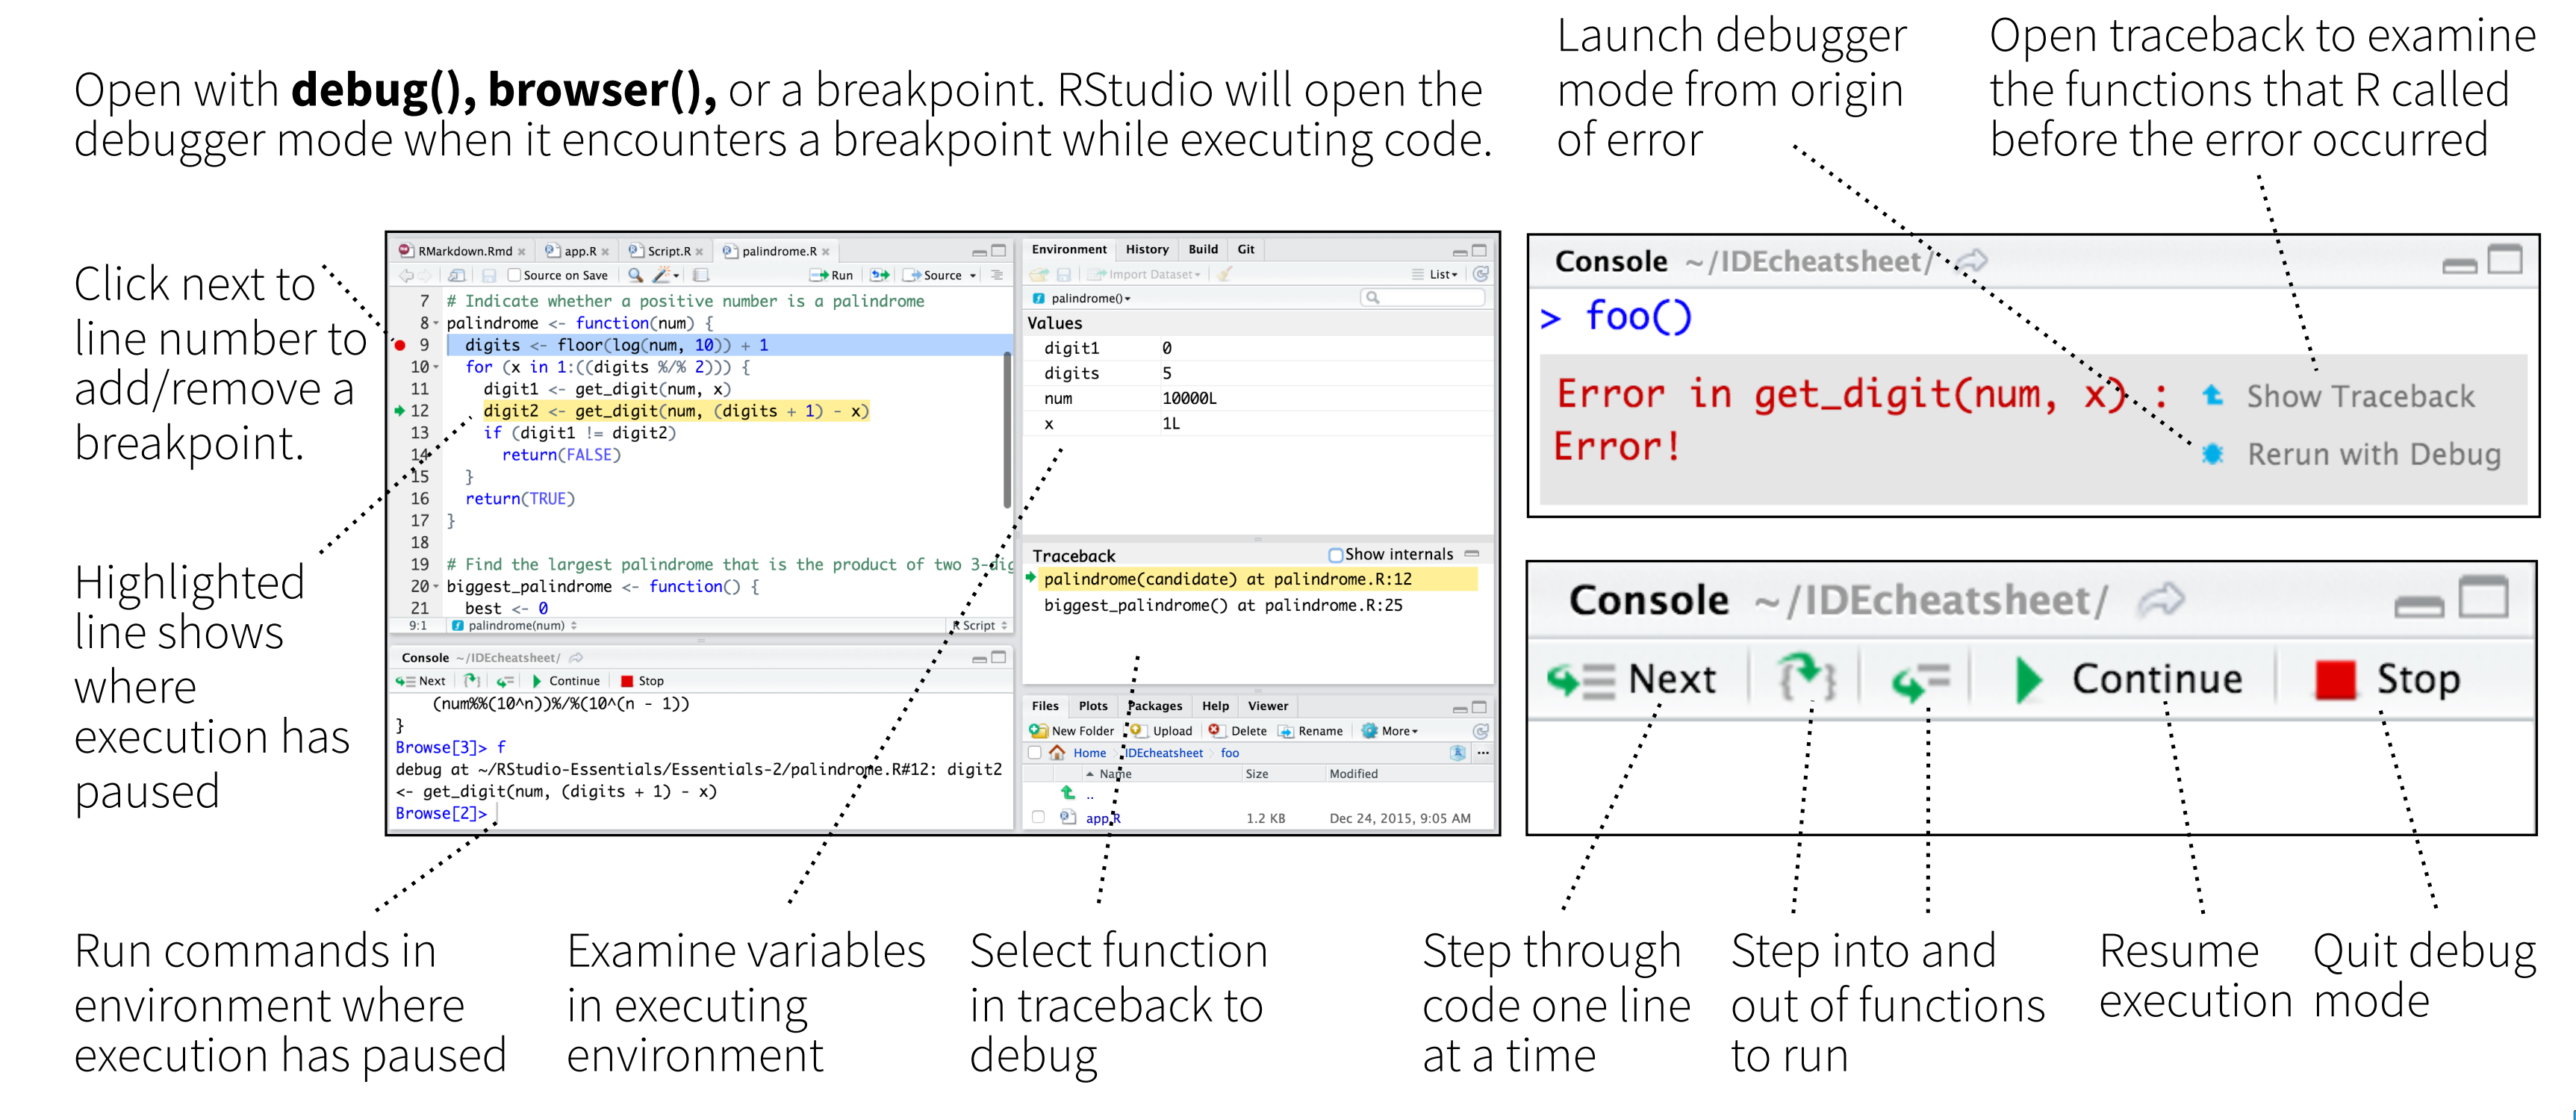 Open with debug(), browser(), or a breakpoint. RStudio will open the
debugger mode when it encounters a breakpoint while executing code.
Launch debugger
mode from origin
of error
Open traceback to examine
the functions that R called
before the error occurred
Click next to
line number to
add/remove a
breakpoint.
Highlighted
line shows
where
execution has
paused
RMarkdown.Rmd
app.R
Script.R
palindrome.R
Source on Save
Run
Source
7 # Indicate whether a positive number is a palindrome
8 palindrome <- function(num) {
9 digits <- floor(log(num, 10)) + 1
10 for (x in 1:((digits %/% 2))) {
11 digit1 <- get_digit(num, x)
12 digit2 <- get_digit(num, (digits + 1) - x)
13 if (digit1 != digit2)
14 return(FALSE)
15 }
16 return(TRUE)
17 }
18
19 # Find the largest palindrome that is the product of two 3-dig
20 biggest_palindrome <- function() {
21 best <- 0
9:1 palindrome(num) R Script
Console ~/IDEcheatsheet/
Next Continue Stop
(num%%(10^n))%/%(10^(n - 1))
}
Browse[3]> f
debug at ~/RStudio-Essentials/Essentials-2/palindrome.R#12: digit2
<- get_digit(num, (digits + 1) - x)
Browse[2]>
Environment History Build Git
Import Dataset List
palindrome()
Values
digit1 0
digits 5
num 10000L
x 1L
Traceback Show internals
palindrome(candidate) at palindrome.R:12
biggest_palindrome() at palindrome.R:25
Files Plots Packages Help Viewer
New Folder Upload Delete Rename More
Home IDEcheatsheet foo
Name Size Modified
..
app.R 1.2 KB Dec 24, 2015, 9:05 AM
Console ~/IDEcheatsheet/
> foo()
Error in get_digit(num, x) :
Error!
Show Traceback
Rerun with Debug
Console ~/IDEcheatsheet/
Next Continue Stop
Run commands in
environment where
execution has paused
Examine variables
in executing
environment
Select function
in traceback to
debug
Step through
code one line
at a time
Step into and
out of functions
to run
Resume
execution
Quit debug
mode